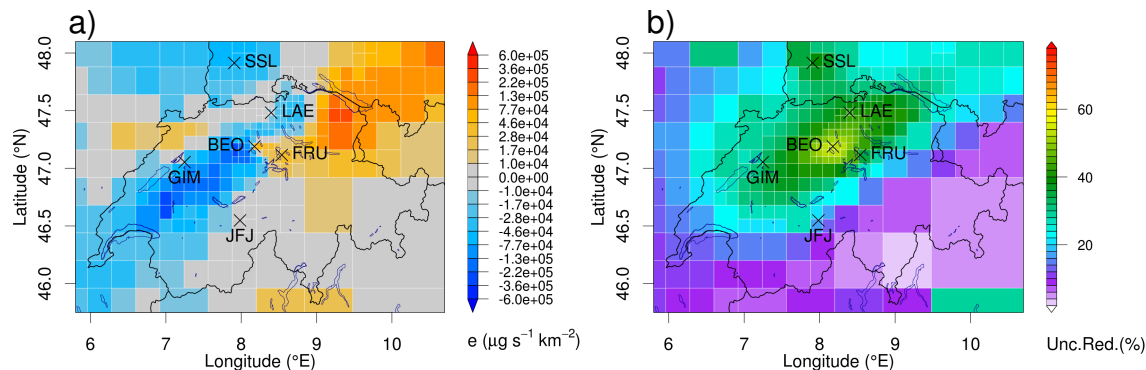 a)
48.0
47.5
47.0
46.5
46.0
Latitude (°N)
SSL
LAE
BEO
FRU
GIM
JFJ
6 7 8 9 10
Longitude (°E)
6.0e+05
3.6e+05
2.2e+05
1.3e+05
7.7e+04
4.6e+04
2.8e+04
1.7e+04
1.0e+04
0.0e+00
-1.0e+04
-1.7e+04
-2.8e+04
-4.6e+04
-7.7e+04
-1.3e+05
-2.2e+05
-3.6e+05
-6.0e+05
e (μg s⁻¹ km⁻²)
b)
48.0
47.5
47.0
46.5
46.0
Latitude (°N)
SSL
LAE
BEO
FRU
GIM
JFJ
6 7 8 9 10
Longitude (°E)
60
40
20
Unc.Red.(%)